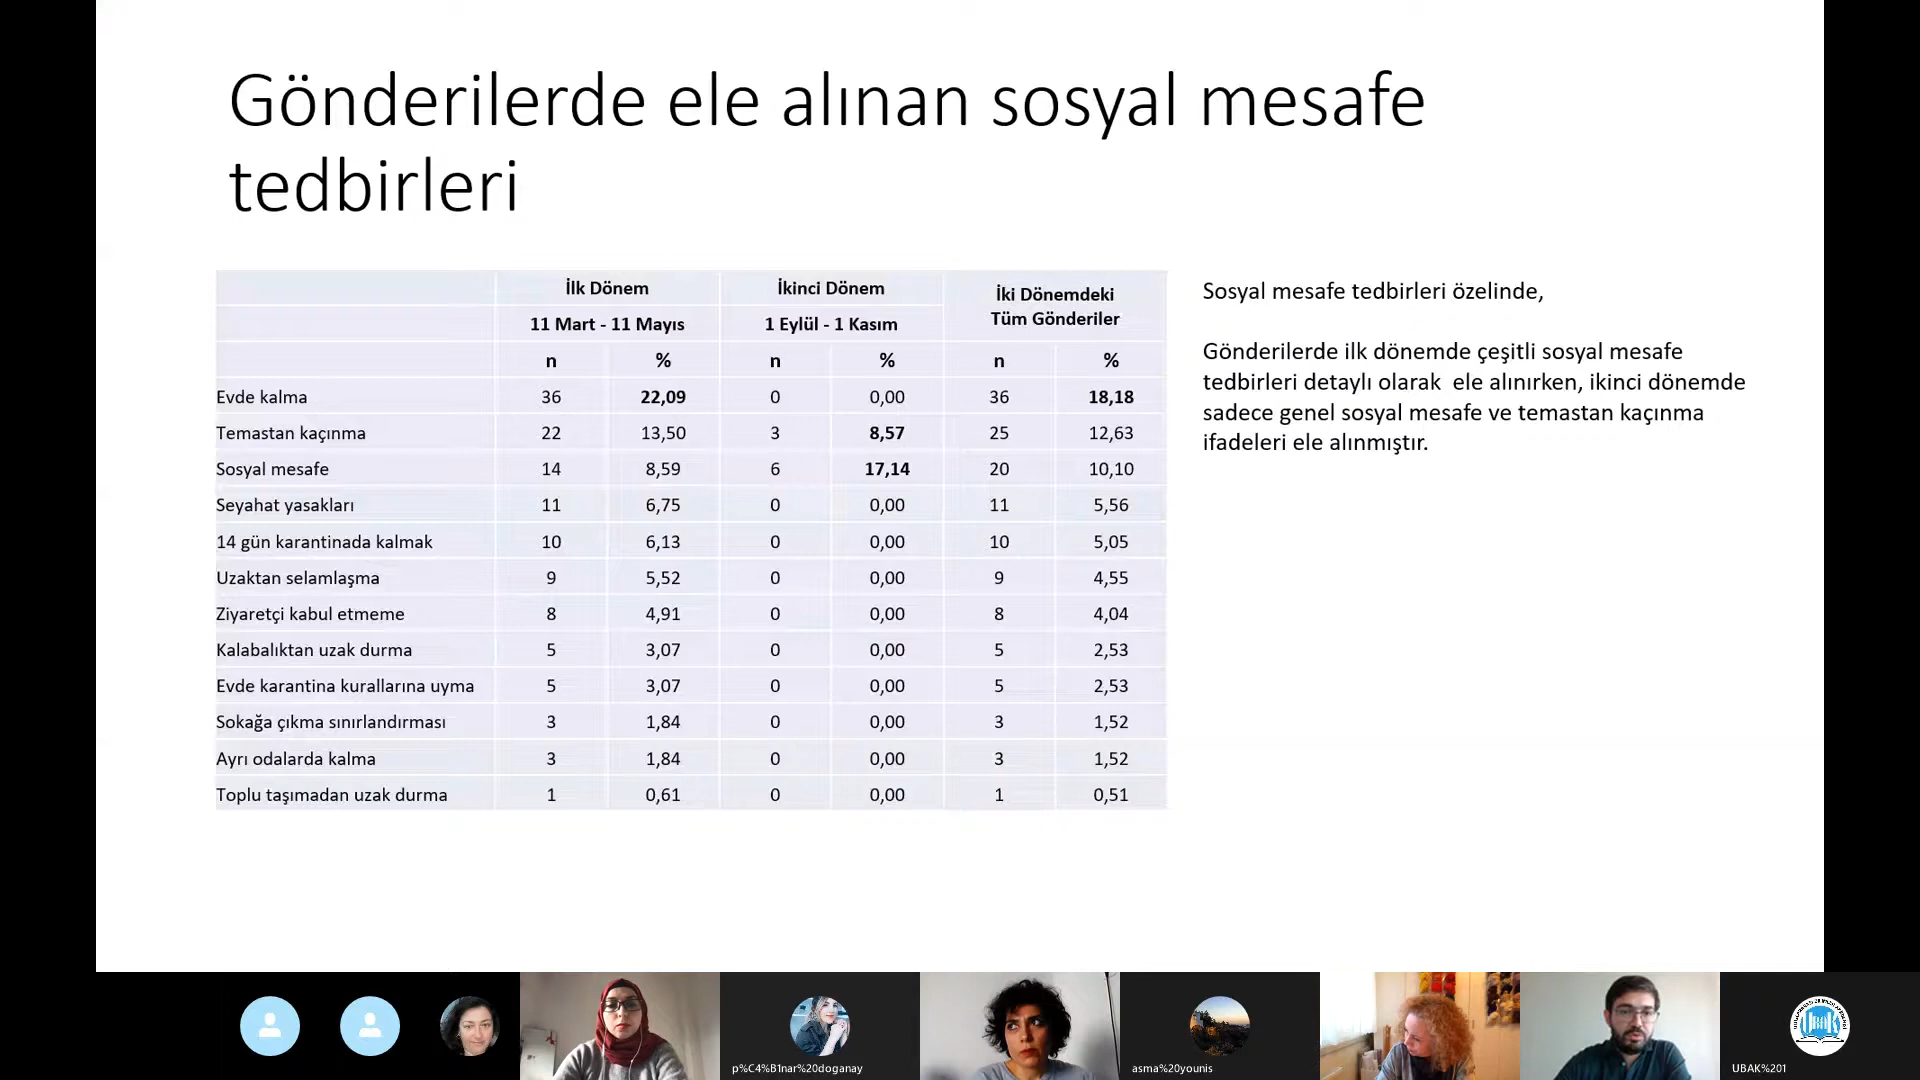 Gönderilerde ele alınan sosyal mesafe
tedbirleri
İlk Dönem İkinci Dönem İki Dönemdeki
Tüm Gönderiler
11 Mart - 11 Mayıs 1 Eylül - 1 Kasım
n % n % n %
Evde kalma 36 22,09 0 0,00 36 18,18
Temastan kaçınma 22 13,50 3 8,57 25 12,63
Sosyal mesafe 14 8,59 6 17,14 20 10,10
Seyahat yasakları 11 6,75 0 0,00 11 5,56
14 gün karantinada kalmak 10 6,13 0 0,00 10 5,05
Uzaktan selamlaşma 9 5,52 0 0,00 9 4,55
Ziyaretçi kabul etmeme 8 4,91 0 0,00 8 4,04
Kalabalıktan uzak durma 5 3,07 0 0,00 5 2,53
Evde karantina kurallarına uyma 5 3,07 0 0,00 5 2,53
Sokağa çıkma sınırlandırması 3 1,84 0 0,00 3 1,52
Ayrı odalarda kalma 3 1,84 0 0,00 3 1,52
Toplu taşımadan uzak durma 1 0,61 0 0,00 1 0,51
Sosyal mesafe tedbirleri özelinde,
Gönderilerde ilk dönemde çeşitli sosyal mesafe
tedbirleri detaylı olarak ele alınırken, ikinci dönemde
sadece genel sosyal mesafe ve temastan kaçınma
ifadeleri ele alınmıştır.
p%C4%B1nar%20doganay
asma%20younis
UBAK
UBAK%201